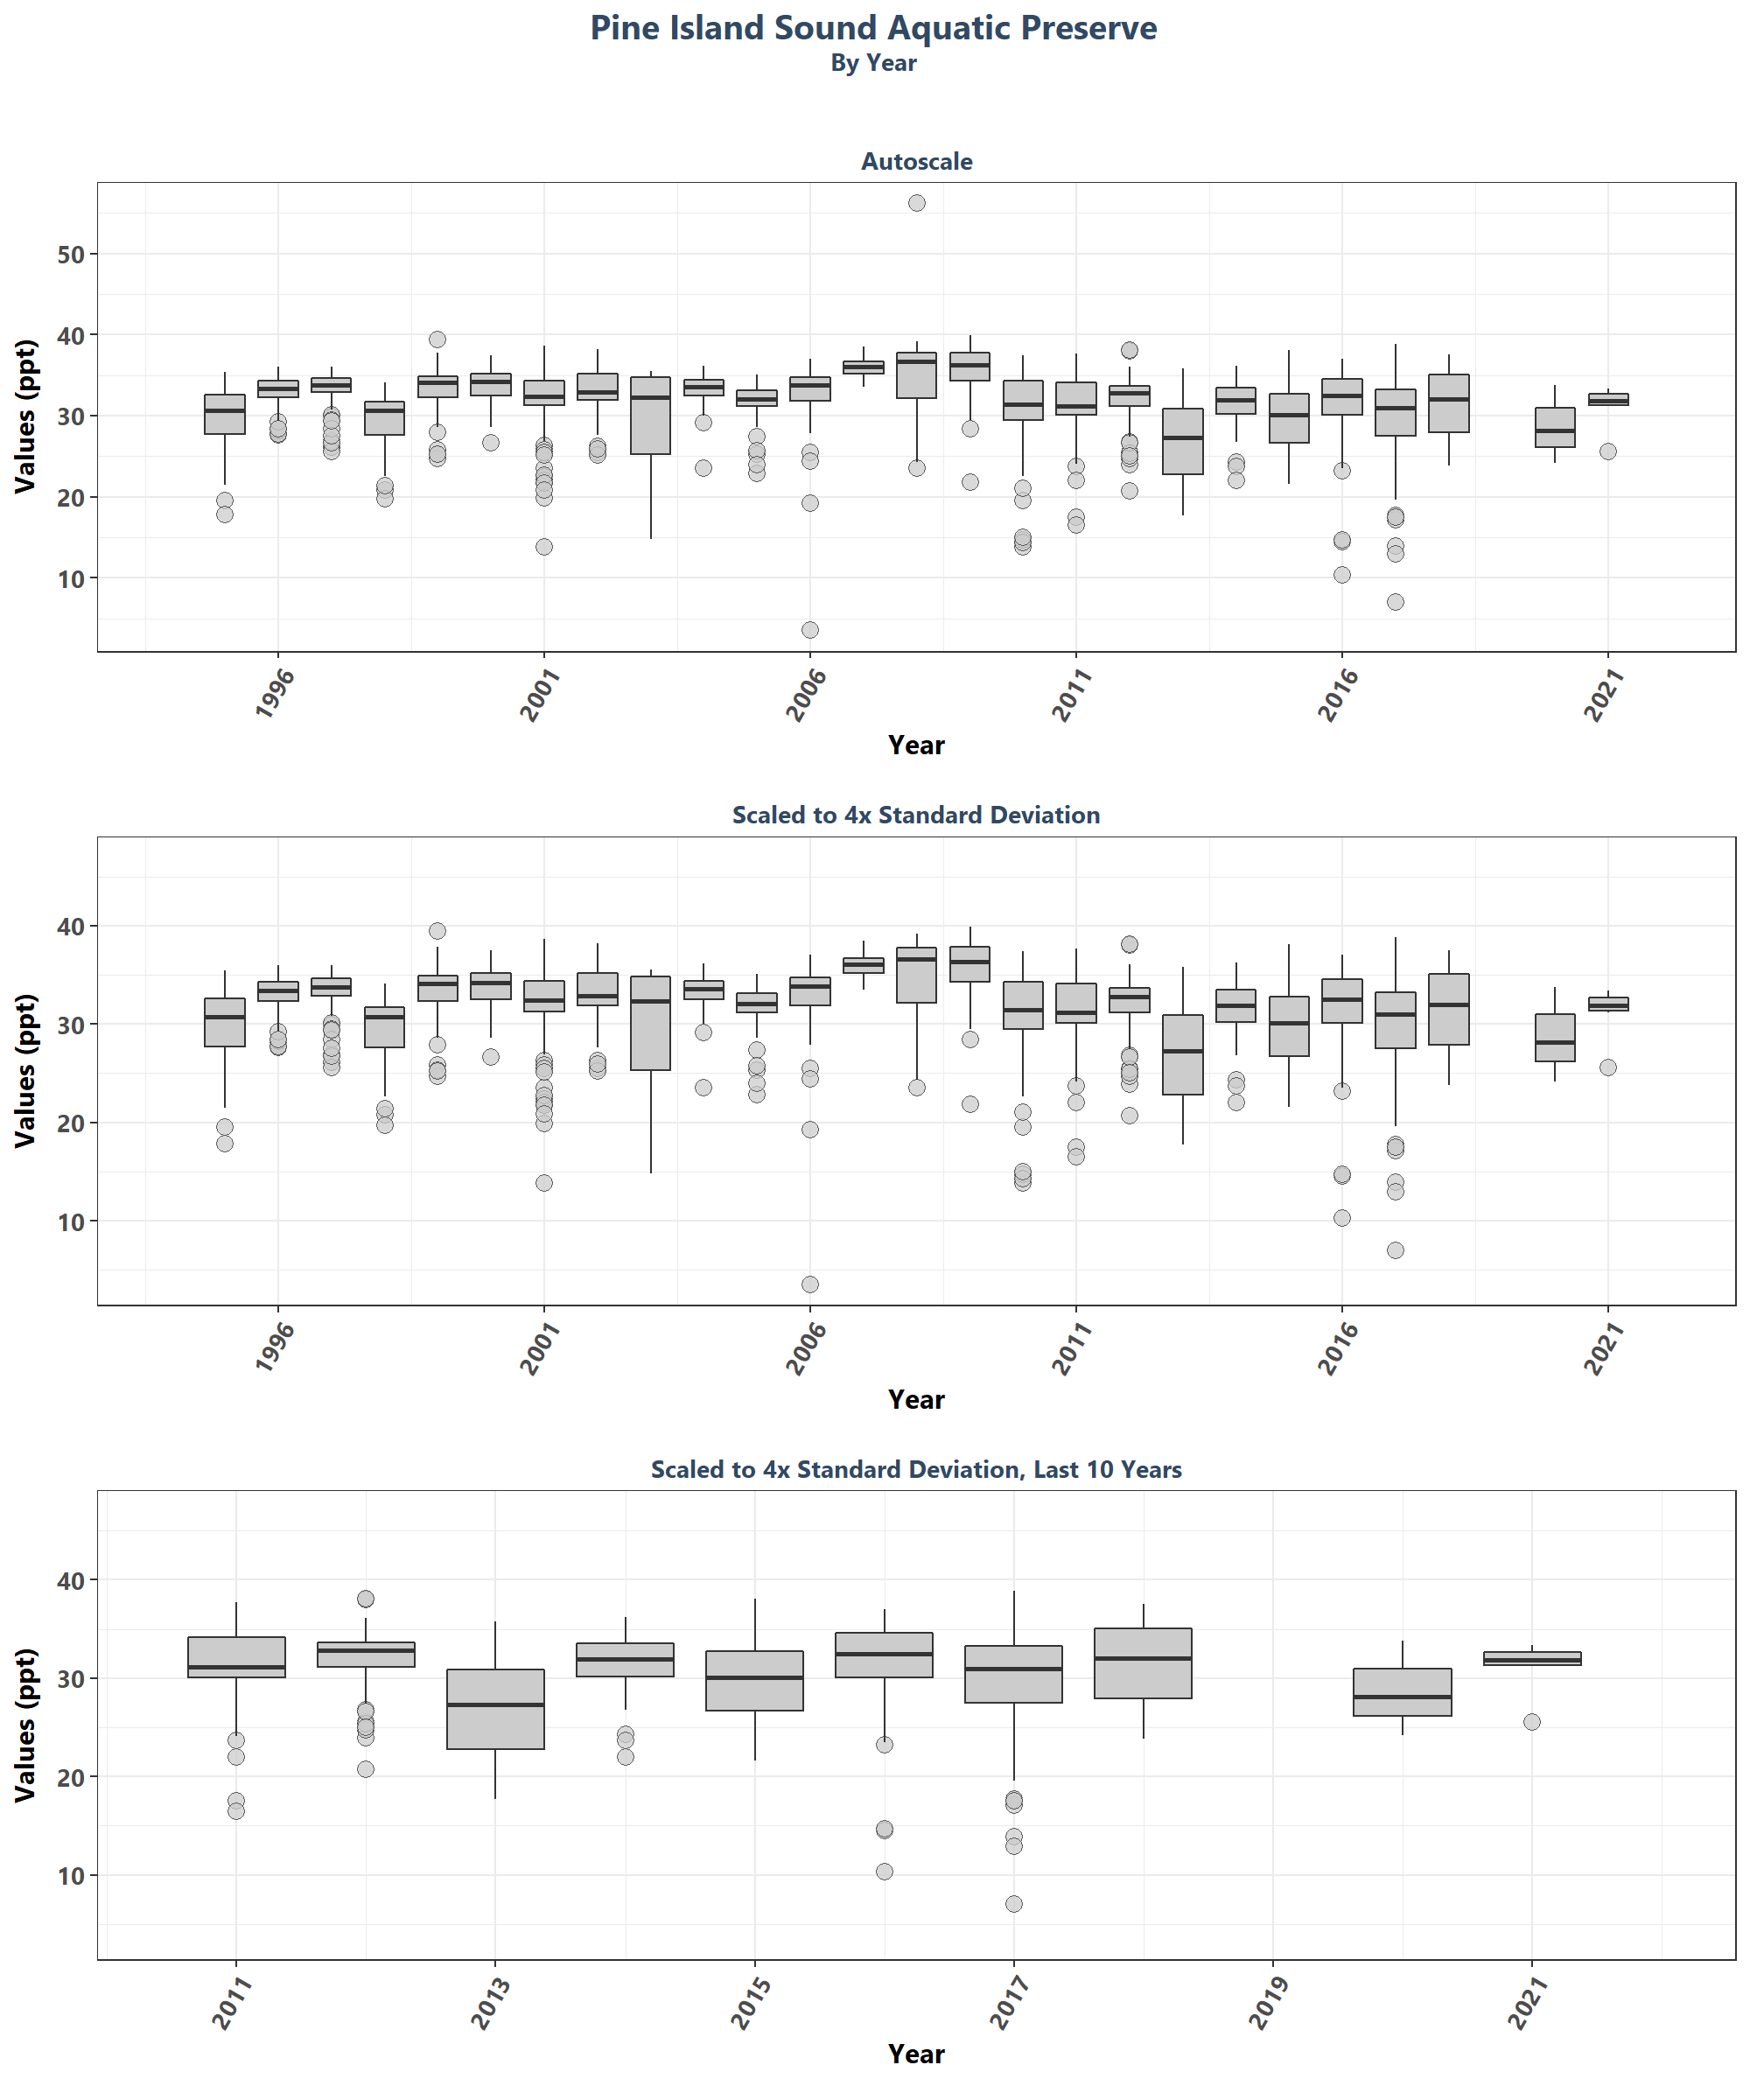 Pine Island Sound Aquatic Preserve
By Year
Autoscale
Values (ppt)
50
40
30
20
10
1996 2001 2006 2011 2016 2021
Year
Scaled to 4x Standard Deviation
Values (ppt)
40
30
20
10
1996 2001 2006 2011 2016 2021
Year
Scaled to 4x Standard Deviation, Last 10 Years
Values (ppt)
40
30
20
10
2011 2013 2015 2017 2019 2021
Year